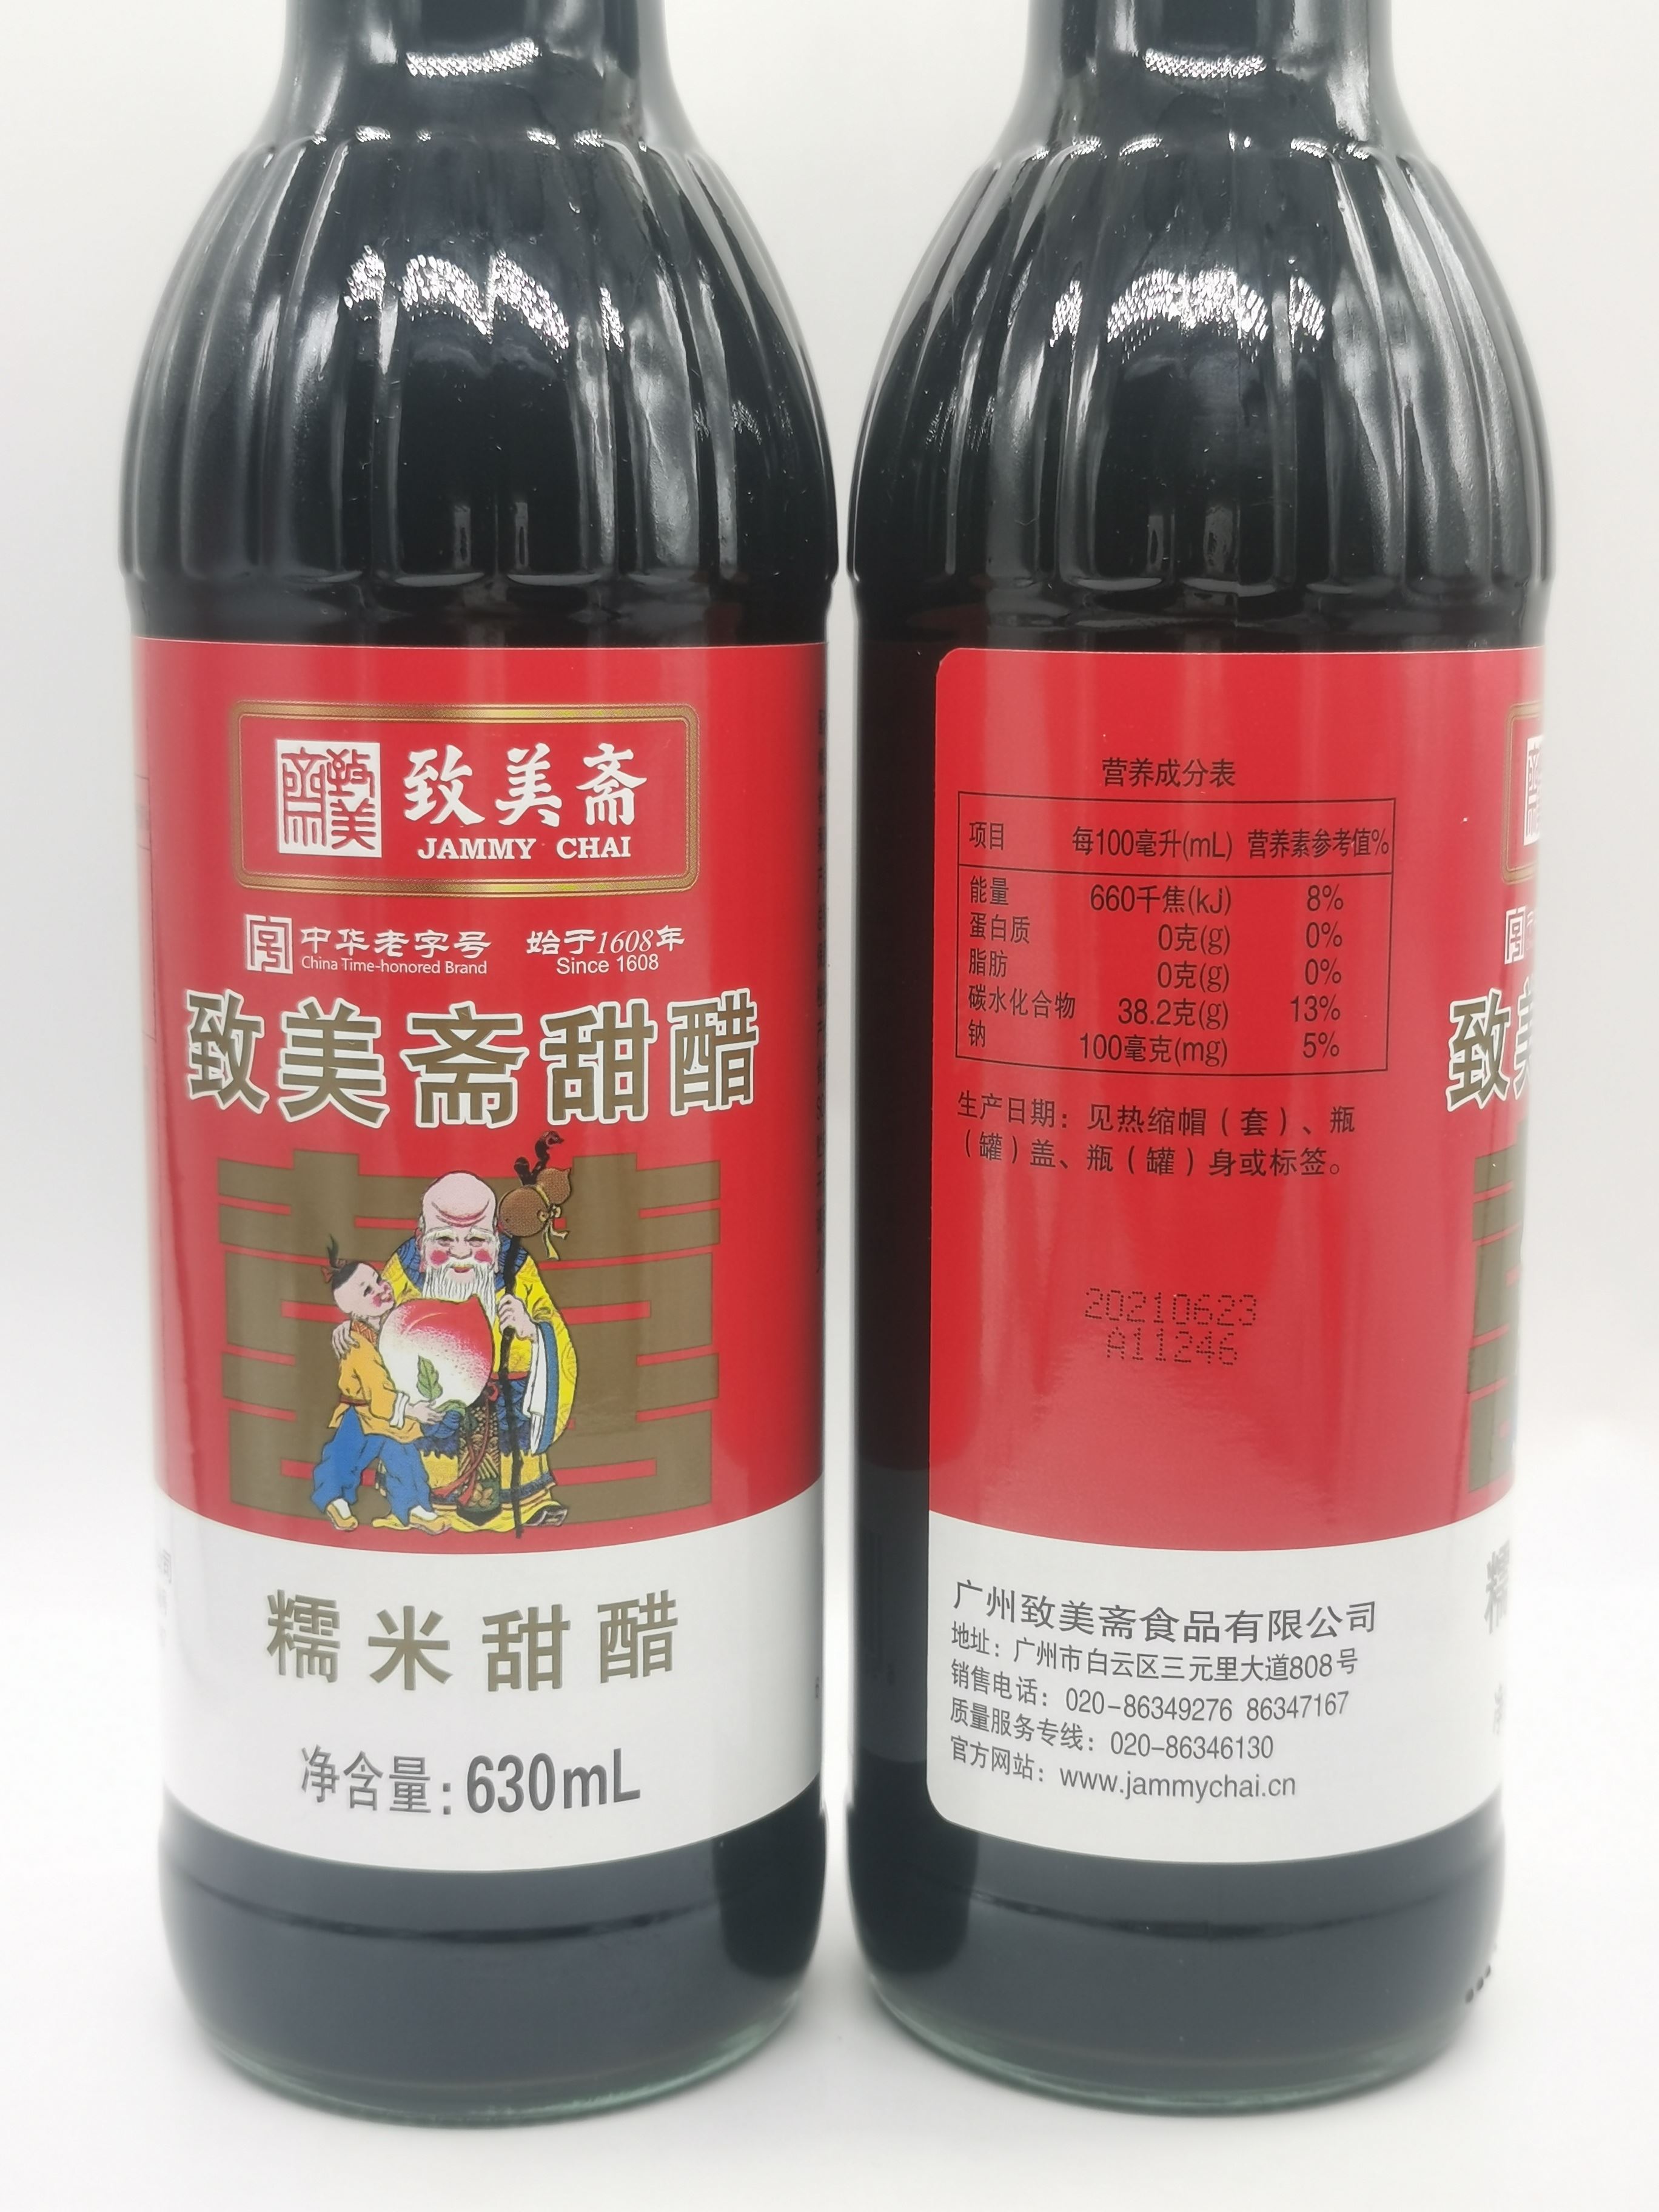 致美斋
JAMMY CHAI
中华老字号 始于1608年
China Time-honored Brand Since 1608
致美斋甜醋
糯米甜醋
净含量:630mL
营养成分表
项目 每100毫升(mL) 营养素参考值%
能量 660千焦(kJ) 8%
蛋白质 0克(g) 0%
脂肪 0克(g) 0%
碳水化合物 38.2克(g) 13%
钠 100毫克(mg) 5%
生产日期：见热缩帽（套）、瓶
（罐）盖、瓶（罐）身或标签。
20210623
A11246
广州致美斋食品有限公司
地址：广州市白云区三元里大道808号
销售电话：020-86349276 86347167
质量服务专线：020-86346130
官方网站：www.jammychai.cn
致美
糯